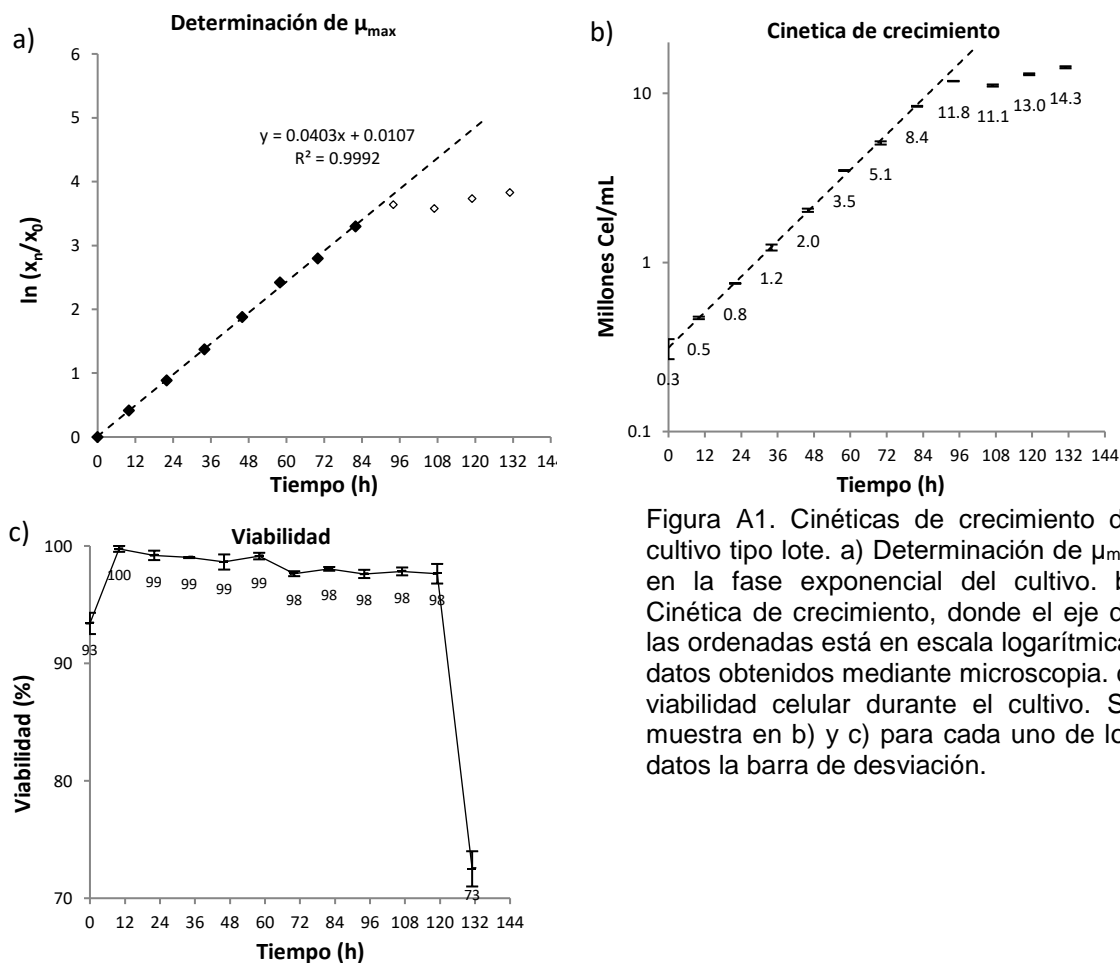 a)
Determinación de μmax
6
5
4
3
2
1
0
y = 0.0403x + 0.0107
R² = 0.9992
ln (xn/x0)
0 12 24 36 48 60 72 84 96 108 120 132
Tiempo (h)
b)
Cinetica de crecimiento
10
1
0.1
Millones Cel/mL
0.3
0.5
0.8
1.2
2.0
3.5
5.1
8.4
11.8
11.1
13.0
14.3
0 12 24 36 48 60 72 84 96 108 120 132 144
Tiempo (h)
c)
Viabilidad
100
90
80
70
Viabilidad (%)
93
100
99
99
99
99
98
98
98
98
98
73
0 12 24 36 48 60 72 84 96 108 120 132 144
Tiempo (h)
Figura A1. Cinéticas de crecimiento
cultivo tipo lote. a) Determinación de
en la fase exponencial del cultivo.
Cinética de crecimiento, donde el eje
las ordenadas está en escala logarítmica
datos obtenidos mediante microscopia.
viabilidad celular durante el cultivo.
muestra en b) y c) para cada uno de
datos la barra de desviación.